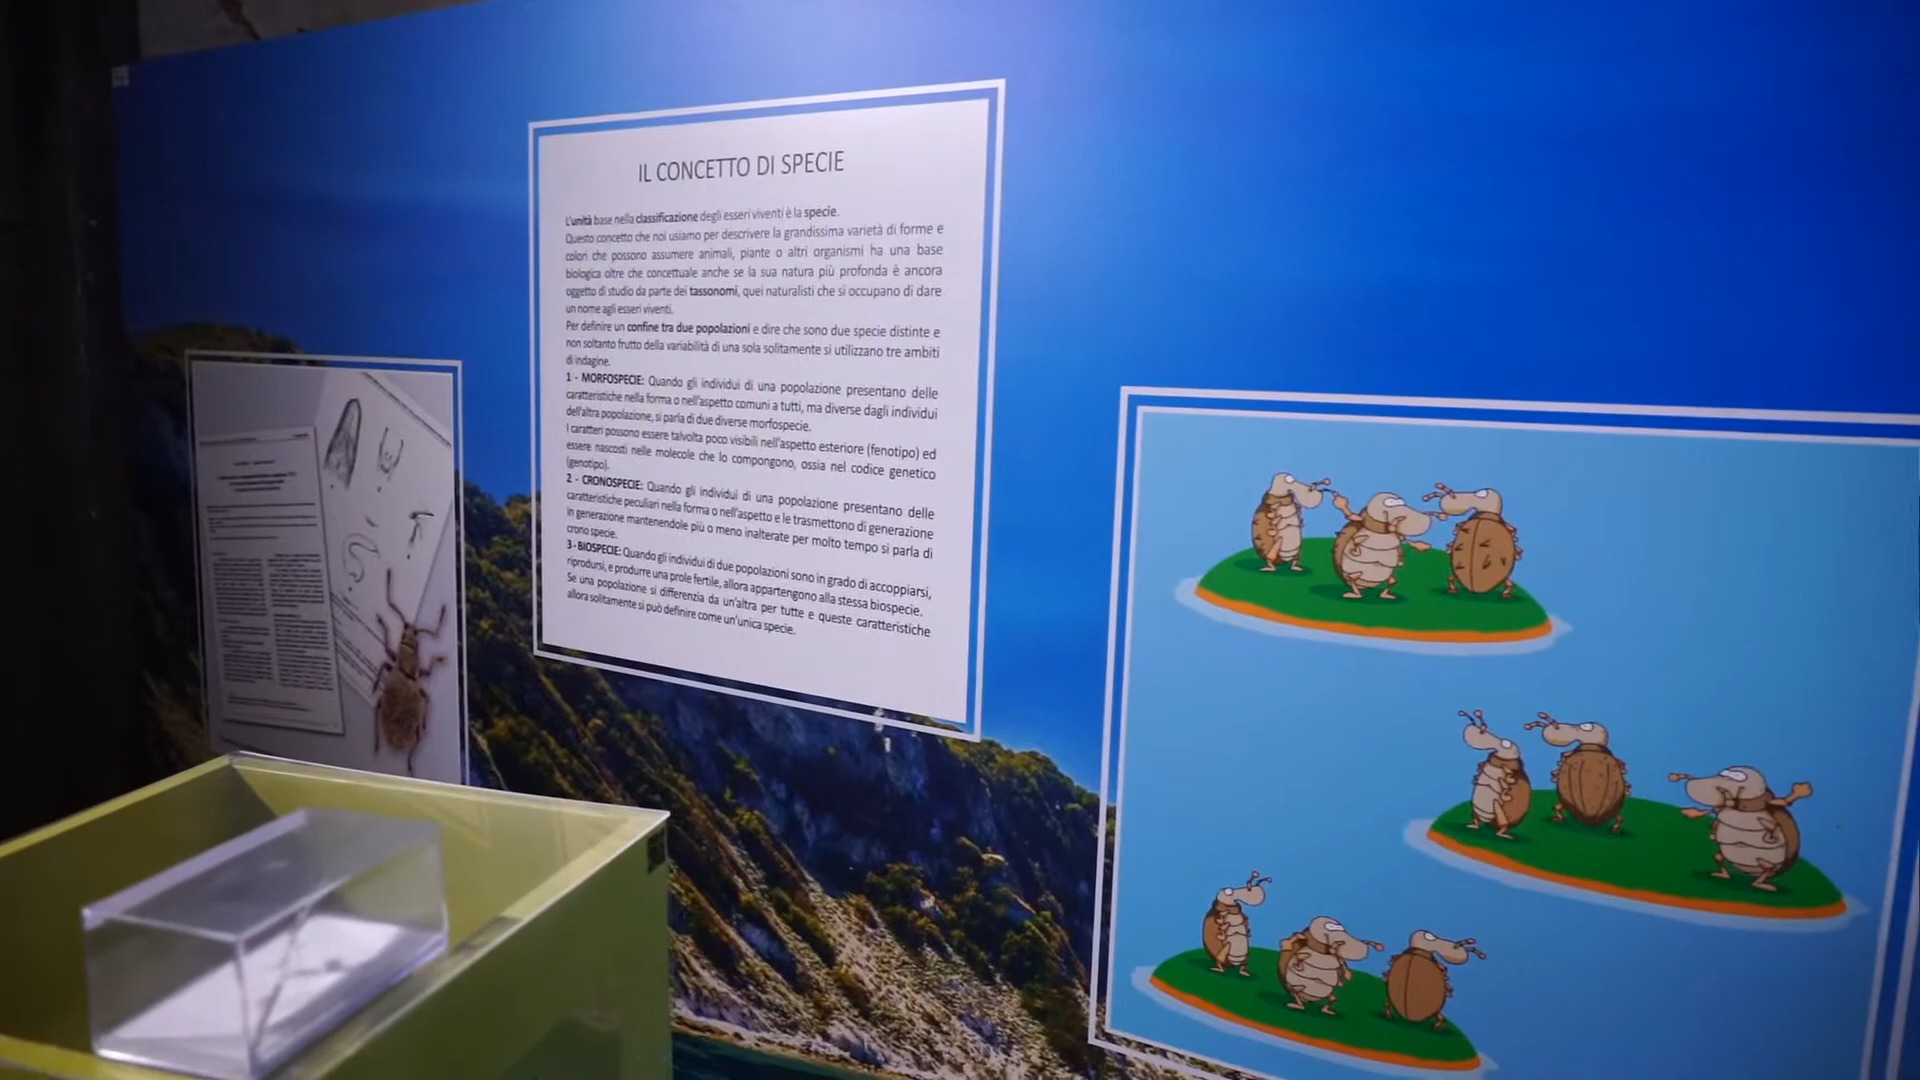 IL CONCETTO DI SPECIE
L'unità base nella classificazione degli esseri viventi è la specie.
Questo concetto che noi usiamo per descrivere la grandissima varietà di forme e
colori che possono assumere animali, piante o altri organismi ha una base
biologica oltre che concettuale anche se la sua natura più profonda è ancora
oggetto di studio da parte dei tassonomi, quei naturalisti che si occupano di dare
un nome agli esseri viventi.
Per definire un confine tra due popolazioni e dire che sono due specie distinte e
non soltanto frutto della variabilità di una sola solitamente si utilizzano tre ambiti
di indagine.
1 - MORFOSPECIE: Quando gli individui di una popolazione presentano delle
caratteristiche nella forma o nell'aspetto comuni a tutti, ma diverse dagli individui
dell'altra popolazione, si parla di due diverse morfospecie.
I caratteri possono essere talvolta poco visibili nell'aspetto esteriore (fenotipo) ed
essere nascosti nelle molecole che lo compongono, ossia nel codice genetico
(genotipo).
2 - CRONOSPECIE: Quando gli individui di una popolazione presentano delle
caratteristiche peculiari nella forma o nell'aspetto e le trasmettono di generazione
in generazione mantenendole più o meno inalterate per molto tempo si parla di
crono specie.
3 - BIOSPECIE: Quando gli individui di due popolazioni sono in grado di accoppiarsi,
riprodursi, e produrre una prole fertile, allora appartengono alla stessa biospecie.
Se una popolazione si differenzia da un'altra per tutte e queste caratteristiche
allora solitamente si può definire come un'unica specie.